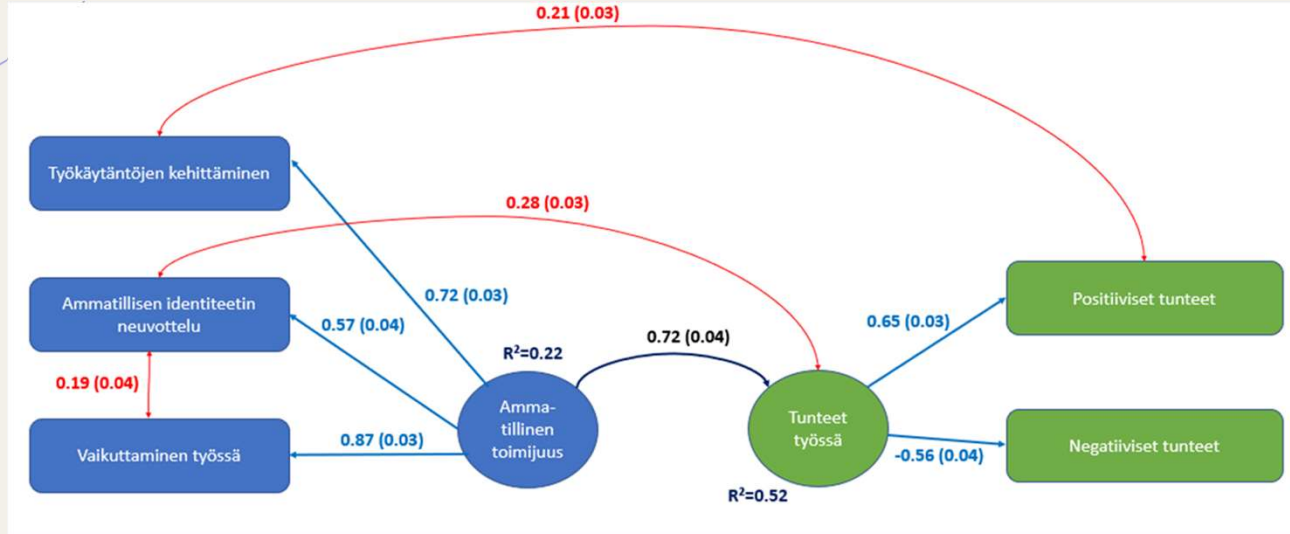 0.21 (0.03)
Työkäytäntöjen kehittäminen
0.28 (0.03)
Ammatillisen identiteetin
neuvottelu
0.72 (0.03)
0.57 (0.04)
Positiiviset tunteet
0.65 (0.03)
0.72 (0.04)
R²=0.22
0.19 (0.04)
Amma-
tillinen
toimijuus
Tunteet
työssä
Vaikuttaminen työssä
0.87 (0.03)
-0.56 (0.04)
Negatiiviset tunteet
R²=0.52